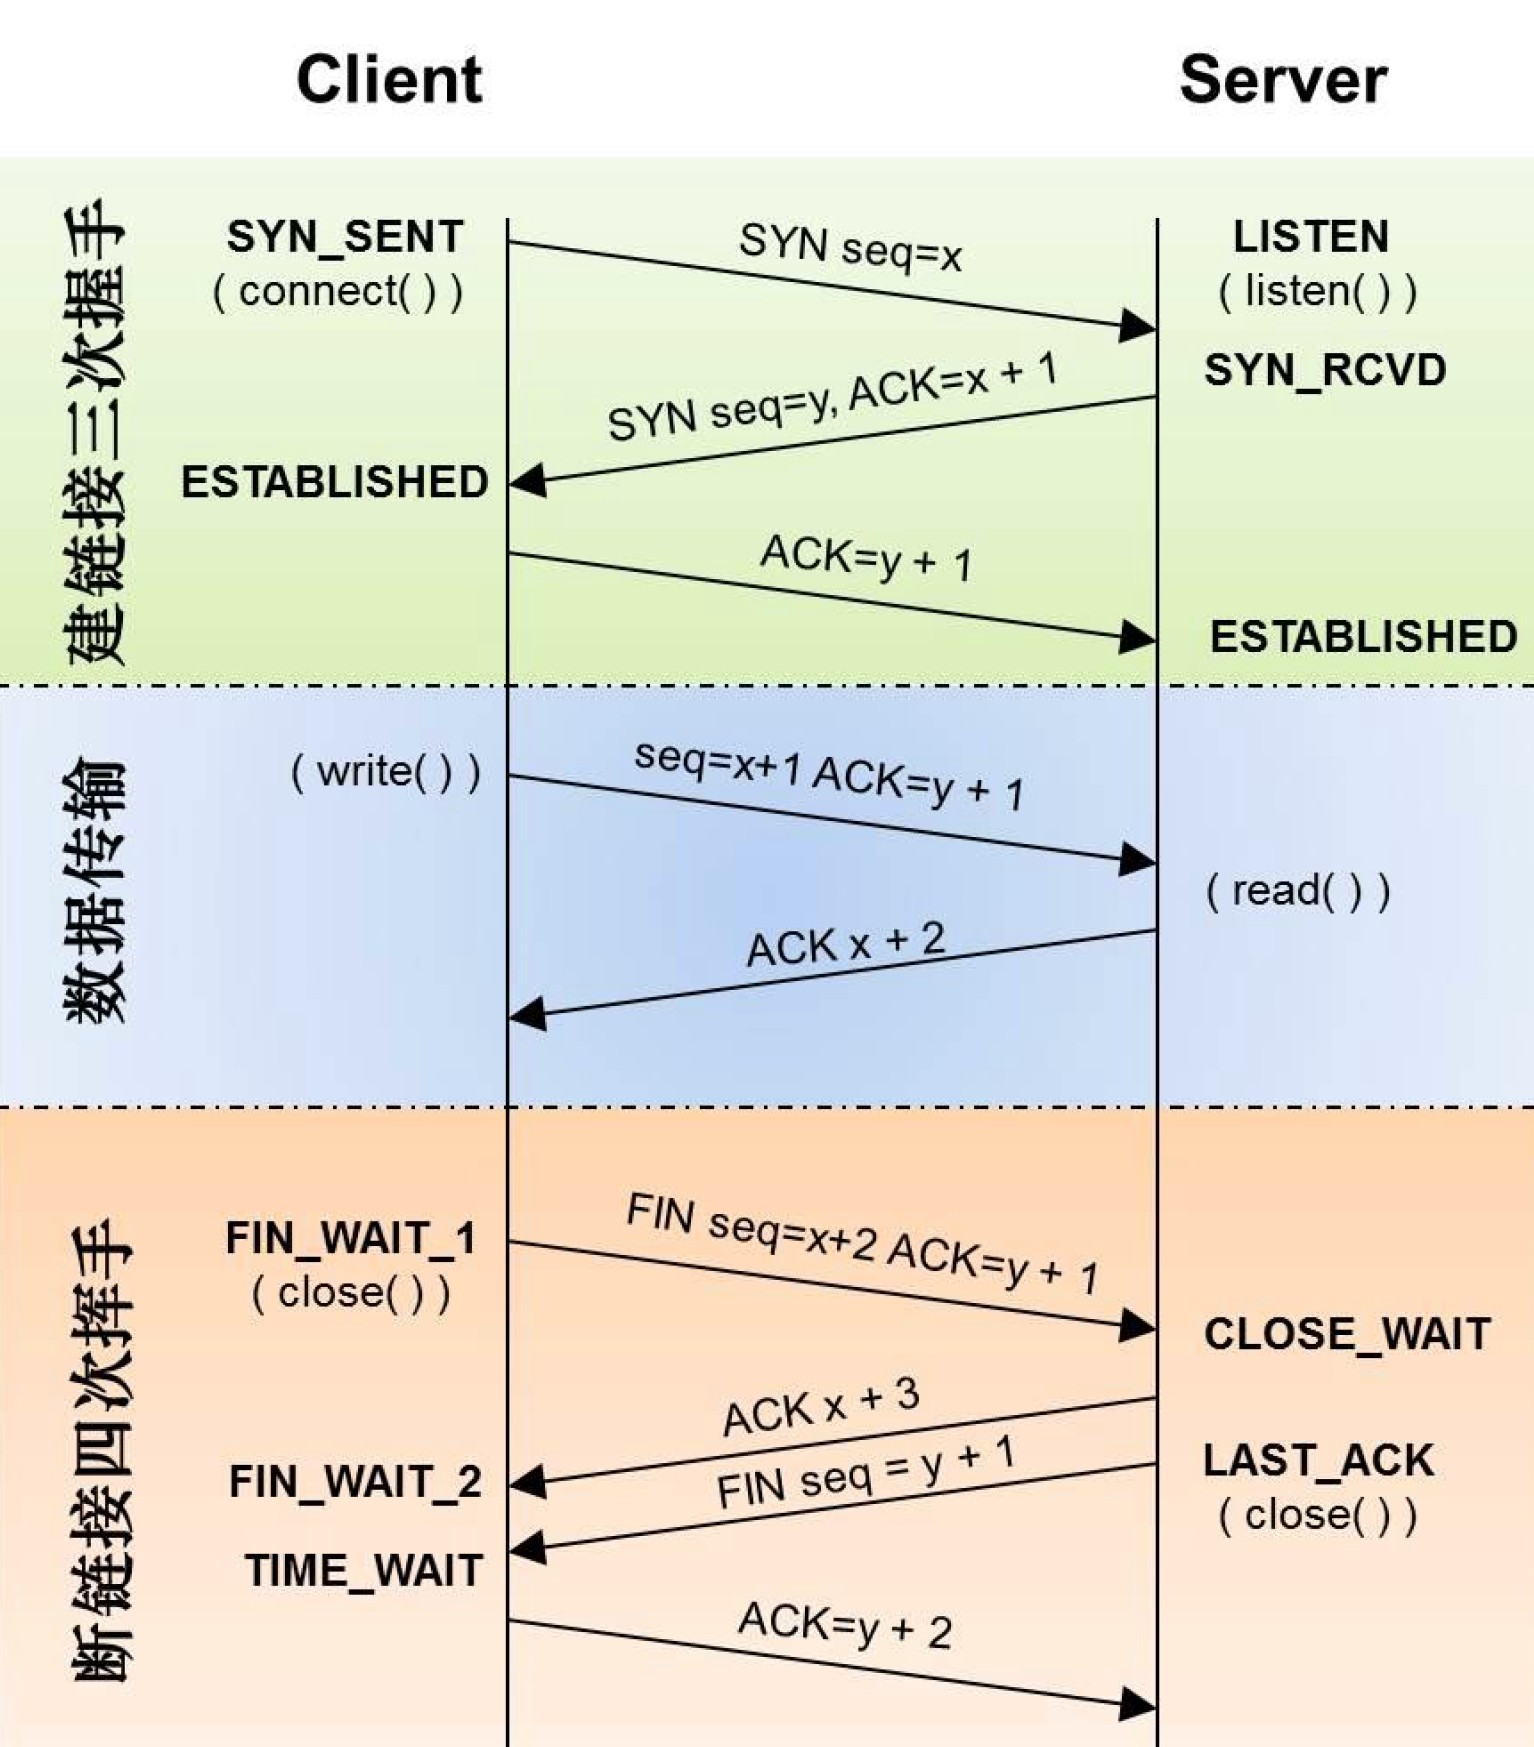 Client
Server
建链接三次握手
SYN_SENT
( connect( ) )
SYN seq=x
LISTEN
( listen( ) )
SYN_RCVD
SYN seq=y, ACK=x + 1
ESTABLISHED
ACK=y + 1
ESTABLISHED
数据传输
( write( ) )
seq=x+1 ACK=y + 1
( read( ) )
ACK x + 2
断链接四次挥手
FIN_WAIT_1
( close( ) )
FIN seq=x+2 ACK=y + 1
CLOSE_WAIT
ACK x + 3
FIN_WAIT_2
FIN seq = y + 1
LAST_ACK
( close( ) )
TIME_WAIT
ACK=y + 2